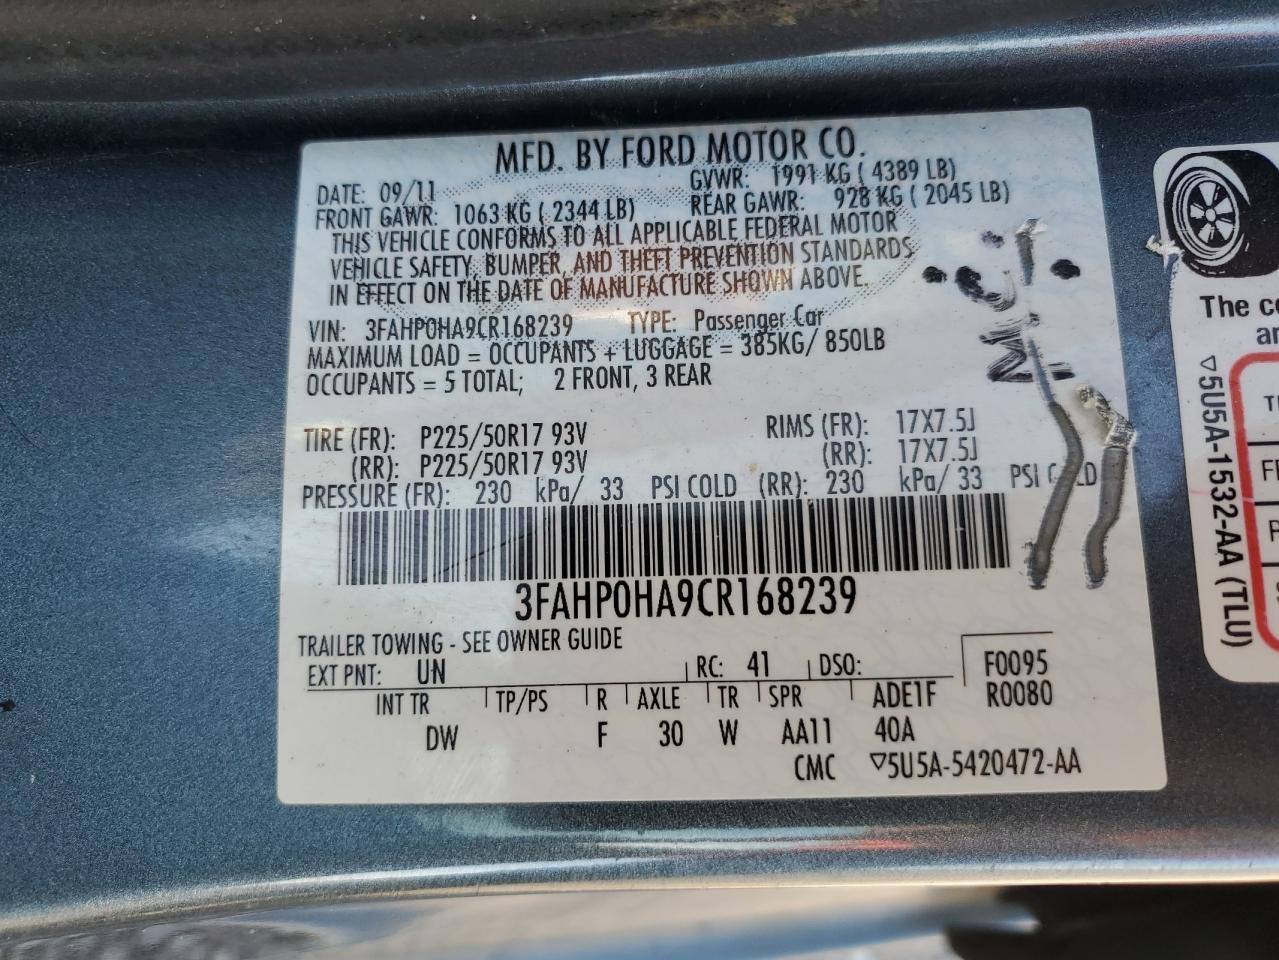 MFD. BY FORD MOTOR CO.
DATE: 09/11 GVWR: 1991 KG ( 4389 LB)
FRONT GAWR: 1063 KG ( 2344 LB) REAR GAWR: 928 KG ( 2045 LB)
THIS VEHICLE CONFORMS TO ALL APPLICABLE FEDERAL MOTOR
VEHICLE SAFETY, BUMPER, AND THEFT PREVENTION STANDARDS
IN EFFECT ON THE DATE OF MANUFACTURE SHOWN ABOVE.
VIN: 3FAHP0HA9CR168239 TYPE: Passenger Car
MAXIMUM LOAD = OCCUPANTS + LUGGAGE = 385KG/ 850LB
OCCUPANTS = 5 TOTAL; 2 FRONT, 3 REAR
TIRE (FR): P225/50R17 93V RIMS (FR): 17X7.5J
(RR): P225/50R17 93V (RR): 17X7.5J
PRESSURE (FR): 230 kPa/ 33 PSI COLD (RR): 230 kPa/ 33 PSI
3FAHP0HA9CR168239
TRAILER TOWING - SEE OWNER GUIDE
EXT PNT: UN RC: 41 DSO: F0095
INT TR TP/PS R AXLE TR SPR ADE1F R0080
DW F 30 W AA11 40A
CMC ▽5U5A-5420472-AA
The
▽5U5A-1532-AA (TLU)